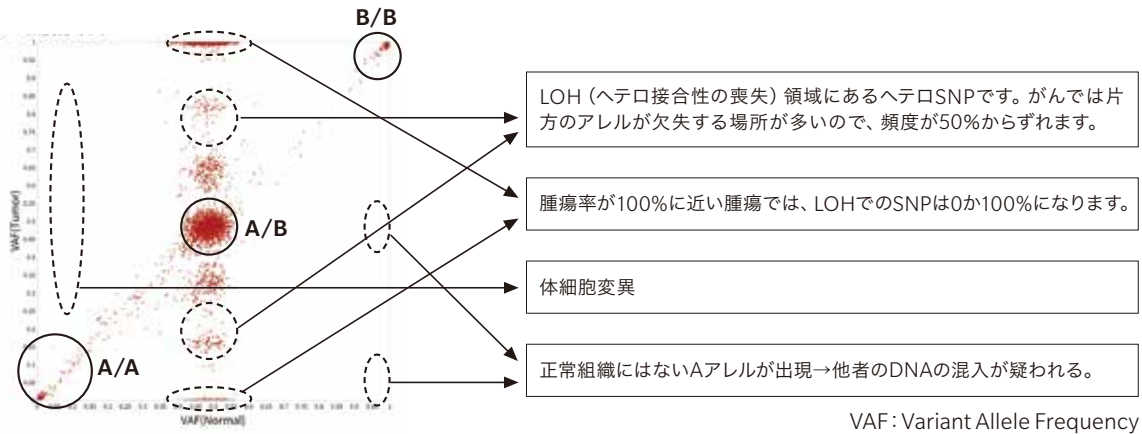 B/B
A/B
A/A
VAF(Tumor)
VAF(Normal)
LOH（ヘテロ接合性の喪失）領域にあるヘテロSNPです。がんでは片
方のアレルが欠失する場所が多いので、頻度が50%からずれます。
腫瘍率が100%に近い腫瘍では、LOHでのSNPは0か100%になります。
体細胞変異
正常組織にはないAアレルが出現→他者のDNAの混入が疑われる。
VAF：Variant Allele Frequency